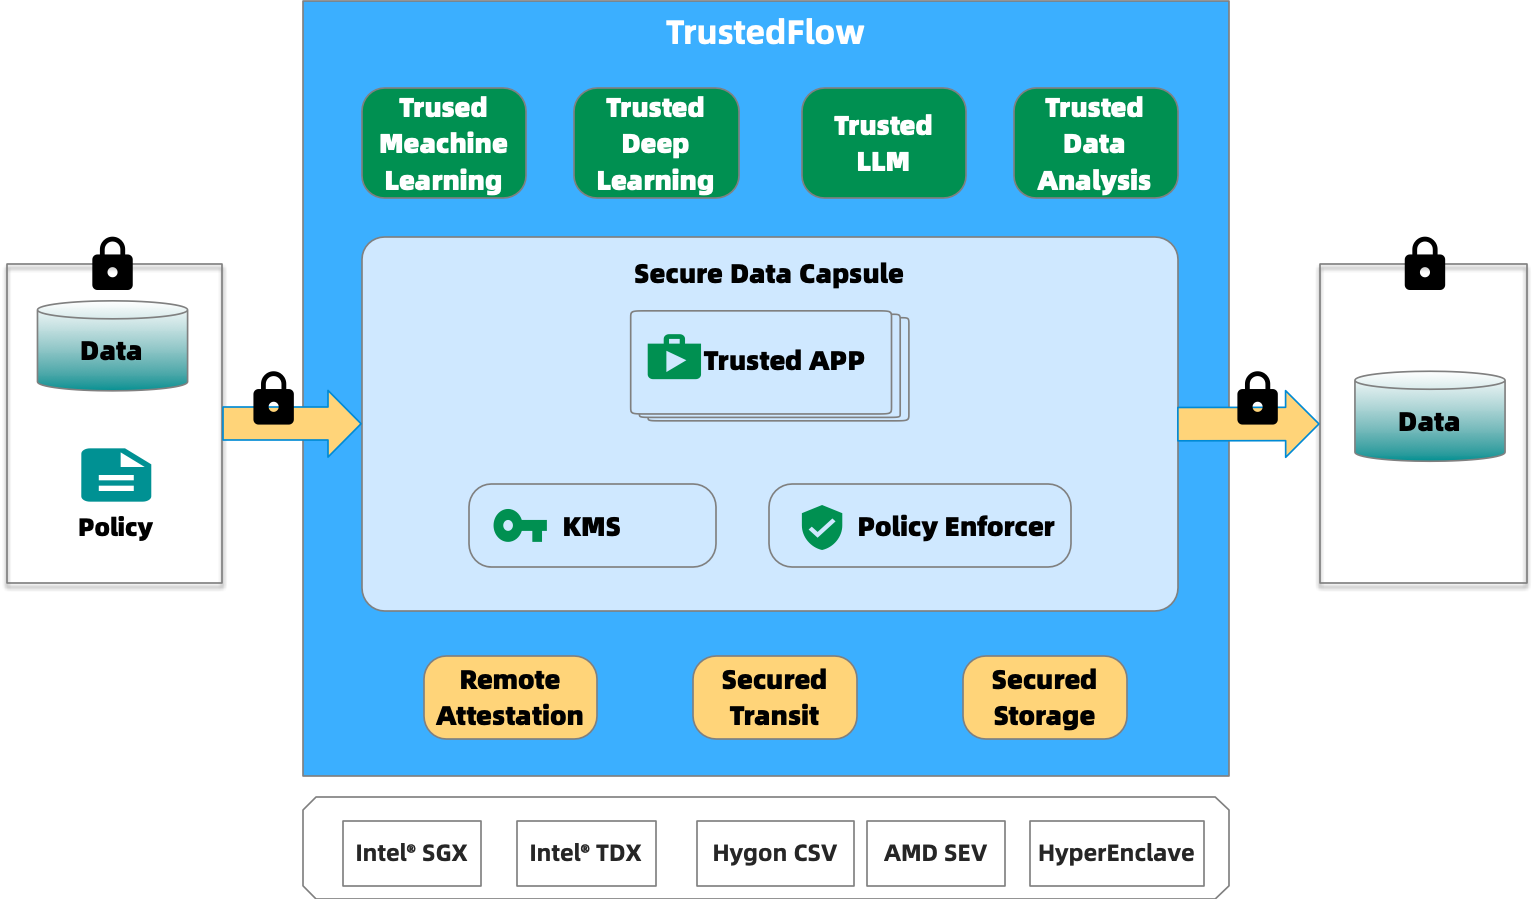 TrustedFlow
Trused
Meachine
Learning
Trusted
Deep
Learning
Trusted
LLM
Trusted
Data
Analysis
Secure Data Capsule
Trusted APP
KMS
Policy Enforcer
Data
Policy
Data
Remote
Attestation
Secured
Transit
Secured
Storage
Intel® SGX
Intel® TDX
Hygon CSV
AMD SEV
HyperEnclave